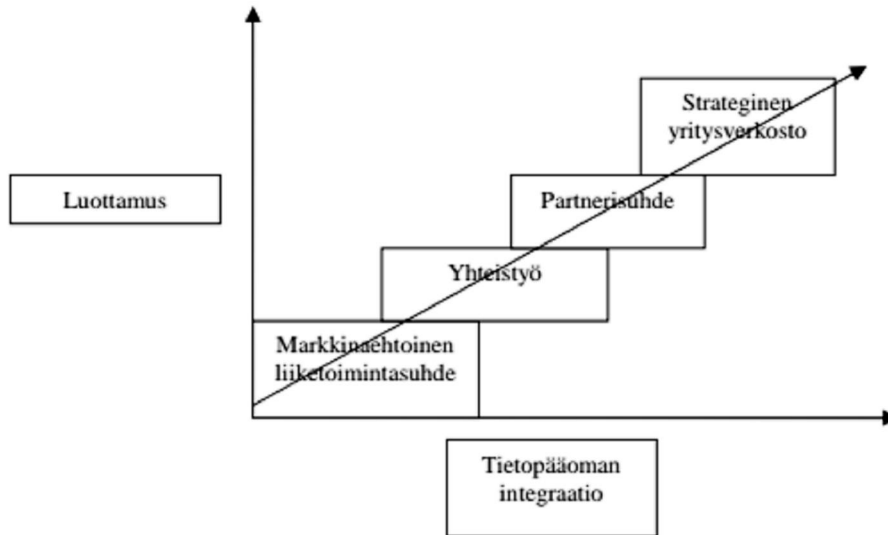 Strateginen
yritysverkosto
Luottamus
Partnerisuhde
Yhteistyö
Markkinaehtoinen
liiketoimintasuhde
Tietopääoman
integraatio